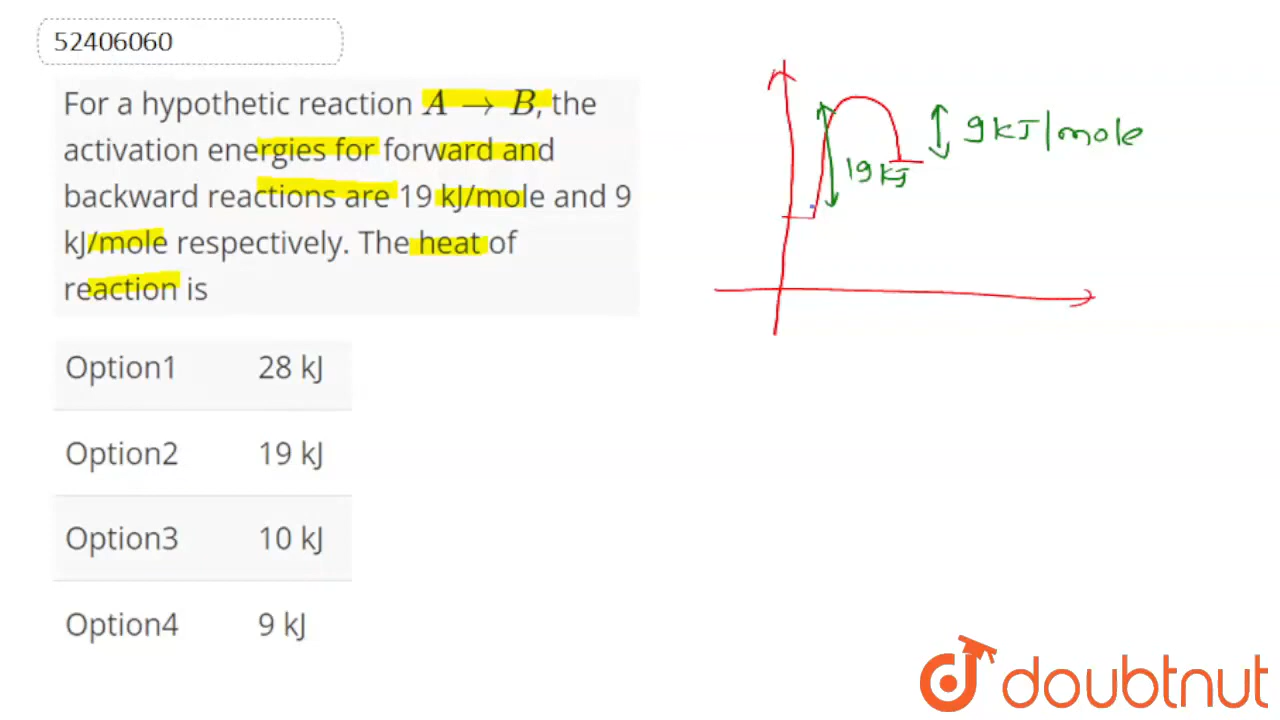 52406060
For a hypothetic reaction A → B, the
activation energies for forward and
backward reactions are 19 kJ/mole and 9
kJ/mole respectively. The heat of
reaction is
Option1 28 kJ
Option2 19 kJ
Option3 10 kJ
Option4 9 kJ
19 kJ
9 kJ/mole
doubtnut